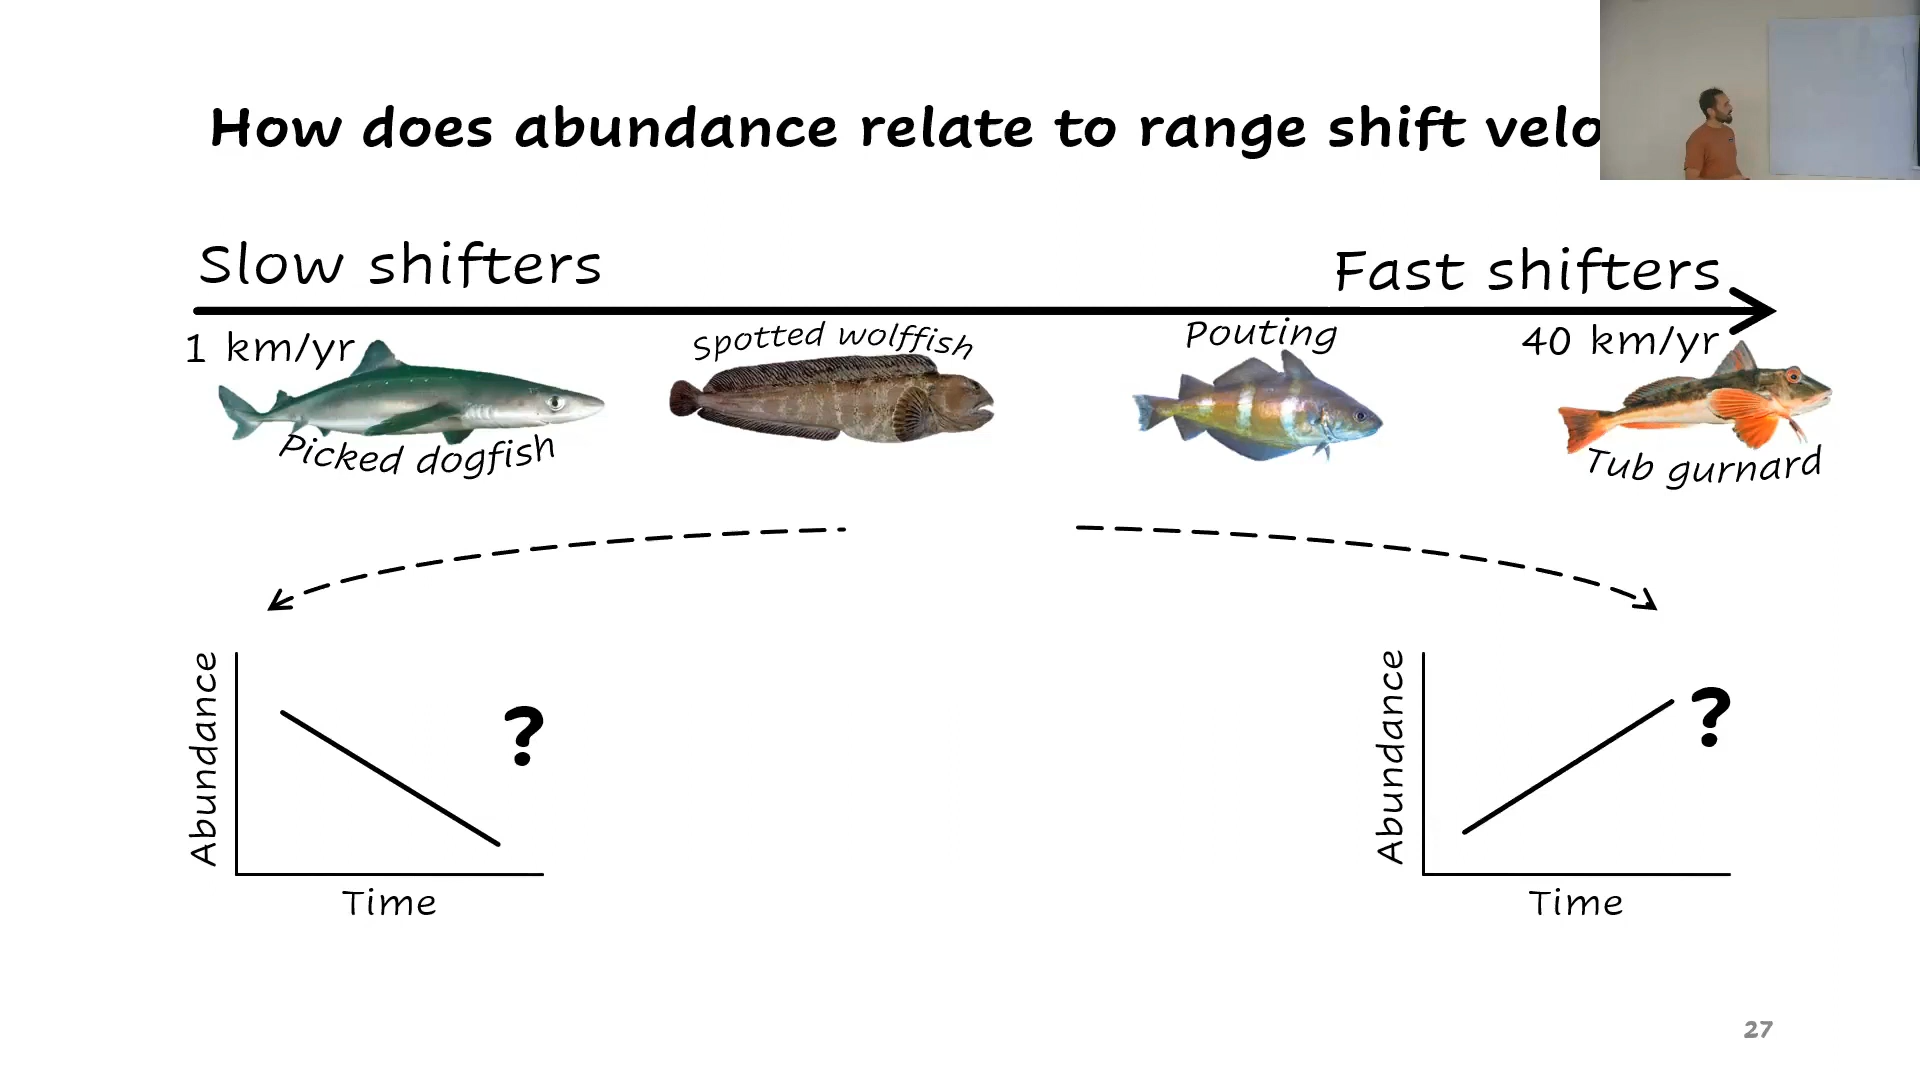 How does abundance relate to range shift velo
Slow shifters
Fast shifters
1 km/yr
Spotted wolffish
Pouting
40 km/yr
Picked dogfish
Tub gurnard
Abundance
?
Time
Abundance
?
Time
27